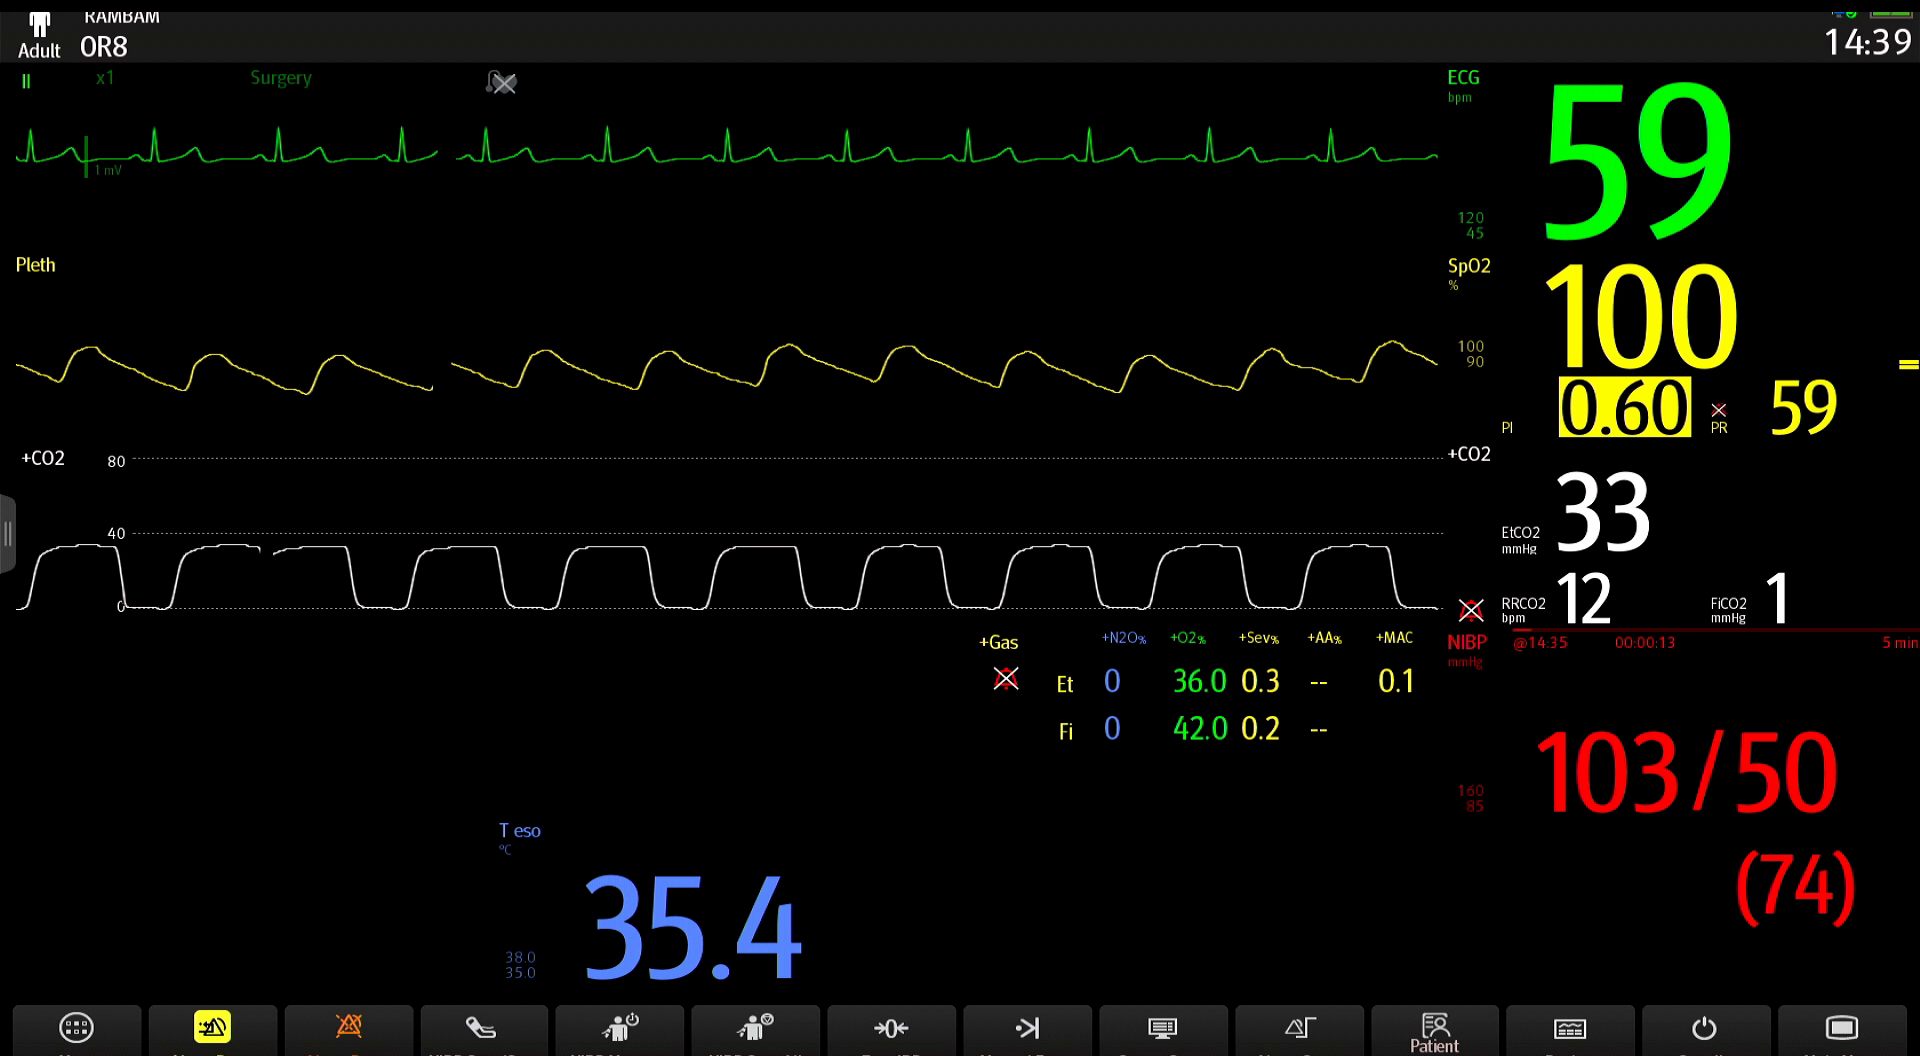 RAMBAM
Adult OR8 14:39
II x1 Surgery
1 mV
ECG
bpm
59
120
45
Pleth
SpO2
%
100
100
90
PI 0.60 PR 59
+CO2 80
40
0
+CO2
EtCO2
mmHg
33
RRCO2
bpm
12
FiCO2
mmHg
1
+Gas +N2O% +O2% +Sev% +AA% +MAC
Et 0 36.0 0.3 -- 0.1
Fi 0 42.0 0.2 --
NIBP @14:35 00:00:13 5 min
mmHg
103/50
160
85
(74)
T eso
°C
35.4
38.0
35.0
Patient